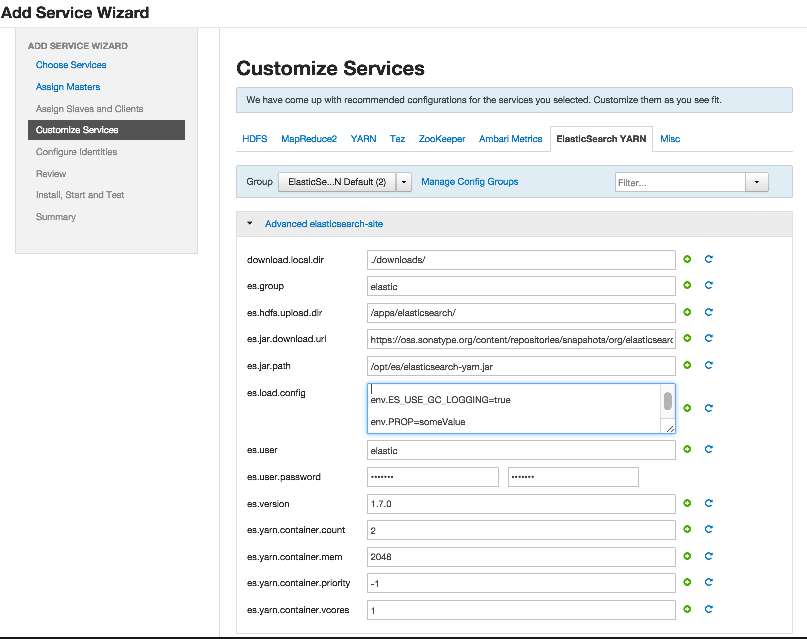 Add Service Wizard
ADD SERVICE WIZARD
Choose Services
Assign Masters
Assign Slaves and Clients
Customize Services
Configure Identities
Review
Install, Start and Test
Summary
Customize Services
We have come up with recommended configurations for the services you selected. Customize them as you see fit.
HDFS MapReduce2 YARN Tez ZooKeeper Ambari Metrics ElasticSearch YARN Misc
Group ElasticSe...N Default (2) Manage Config Groups Filter...
Advanced elasticsearch-site
download.local.dir ./downloads/
es.group elastic
es.hdfs.upload.dir /apps/elasticsearch/
es.jar.download.url https://oss.sonatype.org/content/repositories/snapshots/org/elasticsearc
es.jar.path /opt/es/elasticsearch-yarn.jar
es.load.config
env.ES_USE_GC_LOGGING=true
env.PROP=someValue
es.user elastic
es.user.password ••••••• •••••••
es.version 1.7.0
es.yarn.container.count 2
es.yarn.container.mem 2048
es.yarn.container.priority -1
es.yarn.container.vcores 1